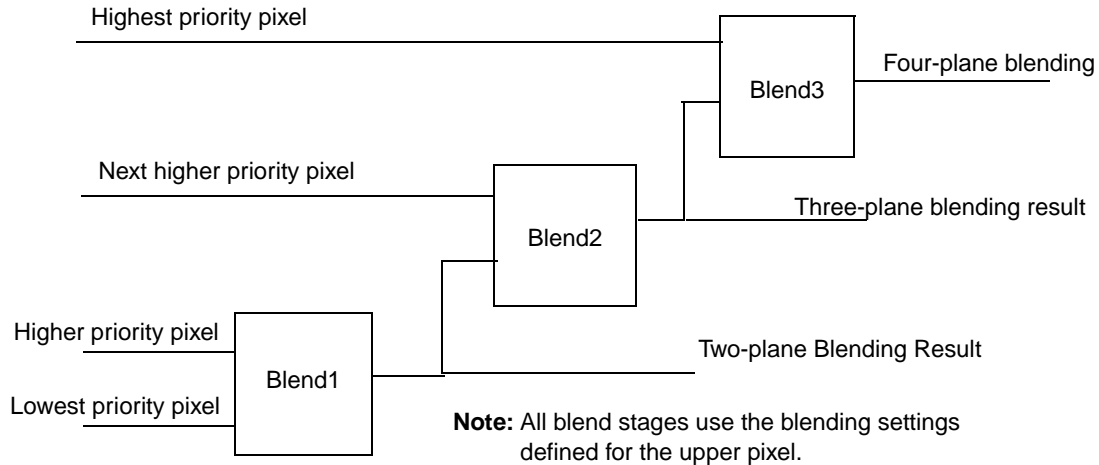 Highest priority pixel
Four-plane blending
Blend3
Next higher priority pixel
Three-plane blending result
Blend2
Higher priority pixel
Two-plane Blending Result
Blend1
Lowest priority pixel
Note: All blend stages use the blending settings
defined for the upper pixel.